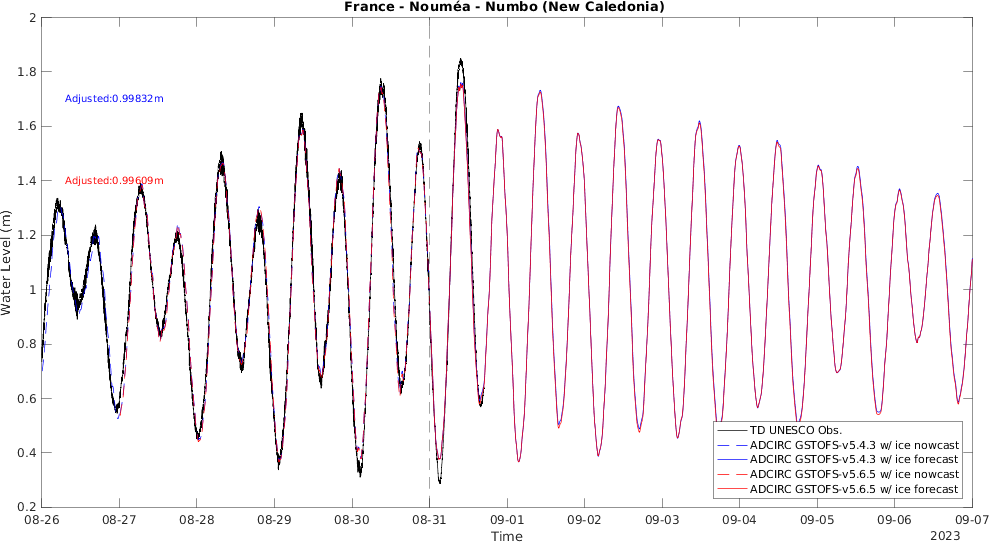 France - Nouméa - Numbo (New Caledonia)
2
1.8
1.6
1.4
1.2
1
0.8
0.6
0.4
0.2
Water Level (m)
Adjusted:0.99832m
Adjusted:0.99609m
TD UNESCO Obs.
ADCIRC GSTOFS-v5.4.3 w/ ice nowcast
ADCIRC GSTOFS-v5.4.3 w/ ice forecast
ADCIRC GSTOFS-v5.6.5 w/ ice nowcast
ADCIRC GSTOFS-v5.6.5 w/ ice forecast
08-26 08-27 08-28 08-29 08-30 08-31 09-01 09-02 09-03 09-04 09-05 09-06 09-07
Time
2023